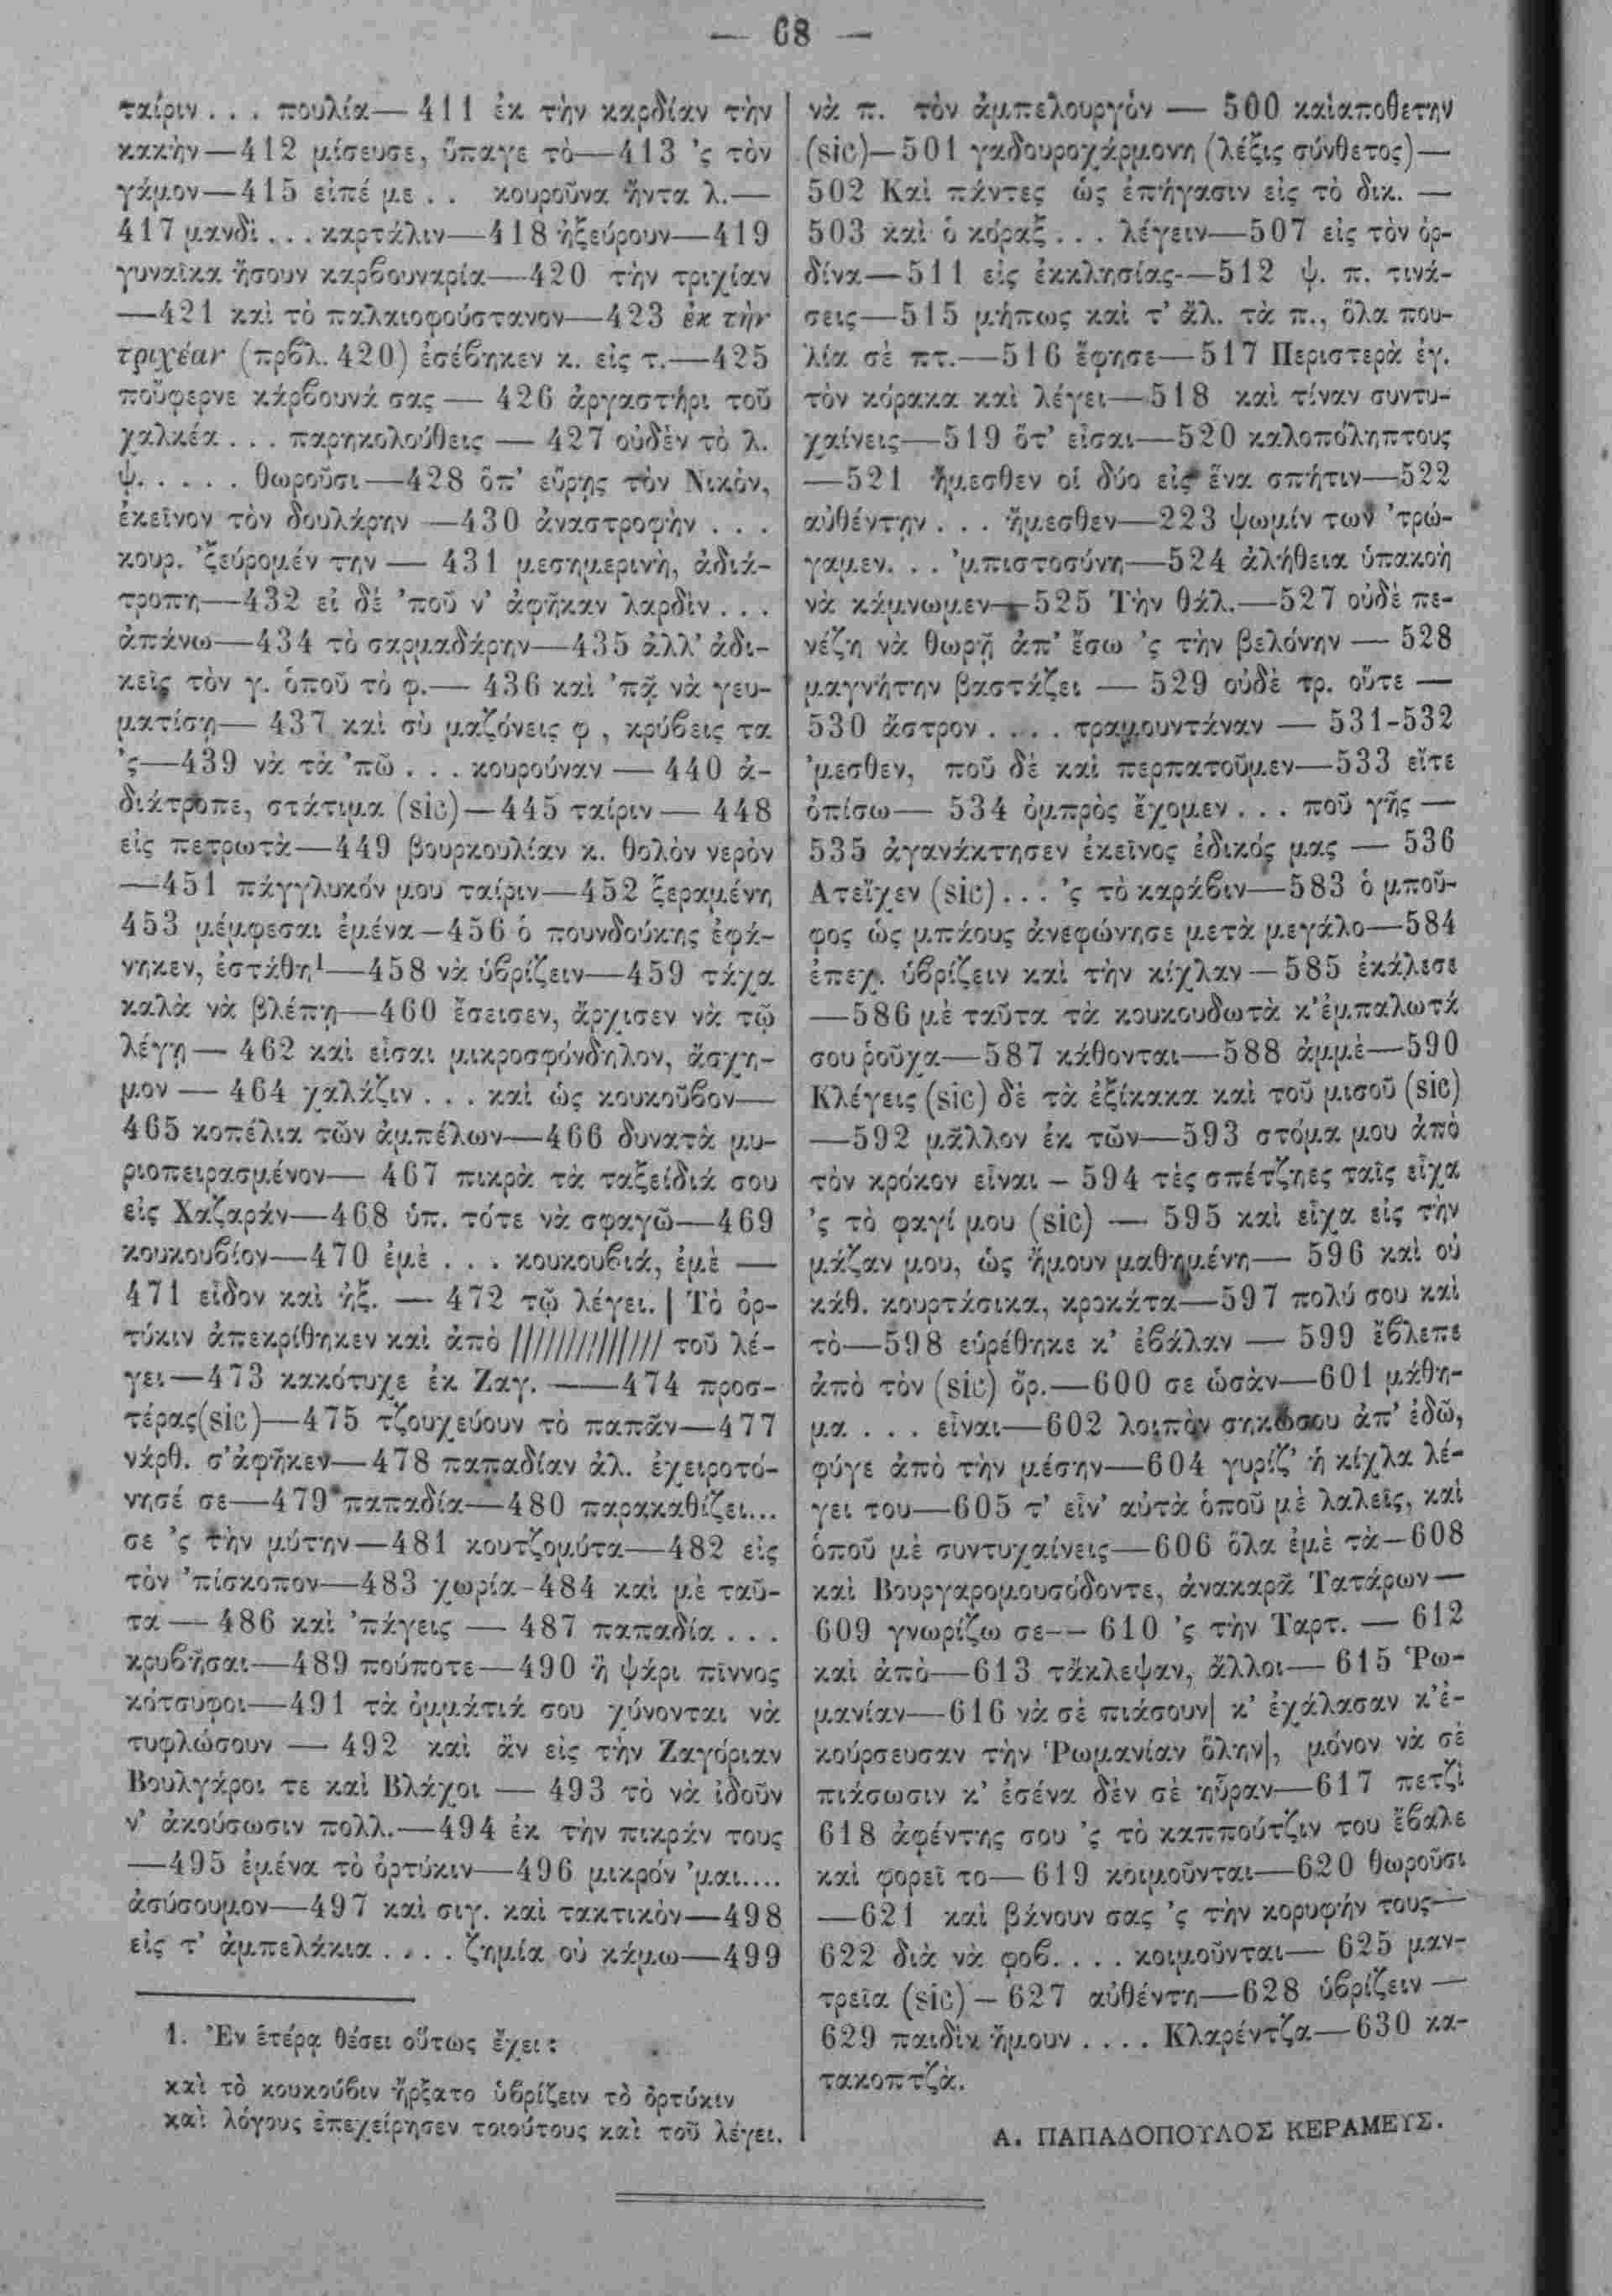 — 68 —
ταίριν . . . πουλία— 411 ἐκ τὴν καρδίαν τὴν
κακὴν—412 μίσευσε, ὕπαγε τὸ—413 'ς τὸν
γάμον—415 εἰπέ με . . κουροῦνα ἤντα λ.—
417 μανδὶ . . . καρτάλιν—418 ἠξεύρουν—419
γυναῖκα ἤσουν καρβουναρία—420 τὴν τριχίαν
—421 καὶ τὸ παλαιοφούστανον—423 ἐκ τὴν
τριχέαν (πρβλ. 420) ἐσέβηκεν κ. εἰς τ.—425
ποὔφερνε κάρβουνά σας — 426 ἀργαστήρι τοῦ
χαλκέα . . . παρηκολούθεις — 427 οὐδὲν τὸ λ.
ψ. . . . . θωροῦσι—428 ὅπ' εὕρῃς τὸν Νικόν,
ἐκεῖνον τὸν δουλάρην —430 ἀναστροφὴν . . .
κουρ. 'ξεύρομέν την — 431 μεσημερινὴ, ἀδιά-
τροπη—432 εἰ δὲ 'ποῦ ν' ἀφῆκαν λαρδὶν . . .
ἀπάνω—434 τὸ σαρμαδάρην—435 ἀλλ' ἀδι-
κεῖς τὸν γ. ὁποῦ τὸ φ.— 436 καὶ 'πᾷ νὰ γευ-
ματίσῃ— 437 καὶ σὺ μαζόνεις φ , κρύβεις τα
'ς—439 νὰ τὰ 'πῶ . . . κουρούναν — 440 ἀ-
διάτροπε, στάτιμα (sic)—445 ταίριν — 448
εἰς πετρωτὰ—449 βουρκουλίαν κ. θολὸν νερὸν
—451 πάγγλυκόν μου ταίριν—452 ξεραμένη
453 μέμφεσαι ἐμένα—456 ὁ πουνδούκης ἐφά-
νηκεν, ἐστάθη¹—458 νὰ ὑβρίζειν—459 τάχα
καλὰ νὰ βλέπῃ—460 ἔσεισεν, ἄρχισεν νὰ τῷ
λέγῃ — 462 καὶ εἶσαι μικροσφόνδηλον, ἄσχη-
μον — 464 χαλάζιν . . . καὶ ὡς κουκοῦβον—
465 κοπέλια τῶν ἀμπέλων—466 δυνατὰ μυ-
ριοπειρασμένον— 467 πικρὰ τὰ ταξείδιά σου
εἰς Χαζαράν—468 ὑπ. τότε νὰ σφαγῶ—469
κουκουβίον—470 ἐμὲ . . . κουκουβιά, ἐμὲ —
471 εἶδον καὶ ἠξ. — 472 τῷ λέγει. | Τὸ ὀρ-
τύκιν ἀπεκρίθηκεν καὶ ἀπὸ |////////////// τοῦ λέ-
γει—473 κακότυχε ἐκ Ζαγ. ——474 προσ-
τέρας(sic)—475 τζουχεύουν τὸ παπᾶν—477
νάρθ. σ'ἀφῆκεν—478 παπαδίαν ἀλ. ἐχειροτό-
νησέ σε—479 παπαδία—480 παρακαθίζει...
σε 'ς τὴν μύτην—481 κουτζομύτα—482 εἰς
τὸν 'πίσκοπον—483 χωρία-484 καὶ μὲ ταῦ-
τα — 486 καὶ 'πάγεις — 487 παπαδία . . .
κρυβῆσαι—489 πούποτε—490 ἢ ψάρι πῖννος
κότσυφοι—491 τὰ ὀμμάτιά σου χύνονται νὰ
τυφλώσουν — 492 καὶ ἂν εἰς τὴν Ζαγόριαν
Βουλγάροι τε καὶ Βλάχοι — 493 τὸ νὰ ἰδοῦν
ν' ἀκούσωσιν πολλ.—494 ἐκ τὴν πικράν τους
—495 ἐμένα τὸ ὀρτύκιν—496 μικρόν 'μαι....
ἀσύσουμον—497 καὶ σιγ. καὶ τακτικὸν—498
εἰς τ' ἀμπελάκια . . . . ζημία οὐ κάμω—499
1. Ἐν ἑτέρᾳ θέσει οὕτως ἔχει :
καὶ τὸ κουκούβιν ἤρξατο ὑβρίζειν τὸ ὀρτύκιν
καὶ λόγους ἐπεχείρησεν τοιούτους καὶ τοῦ λέγει.
νὰ π. τὸν ἀμπελουργόν — 500 καὶαποθετην
(sic)—501 γαδουροχάρμονη (λέξις σύνθετος)—
502 Καὶ πάντες ὡς ἐπήγασιν εἰς τὸ δικ. —
503 καὶ ὁ κόραξ . . . λέγειν—507 εἰς τὸν ὀρ-
δίνα—511 εἰς ἐκκλησίας-—512 ψ. π. τινά-
σεις—515 μήπως καὶ τ' ἄλ. τὰ π., ὅλα που-
λία σὲ πτ.—516 ἔφησε—517 Περιστερὰ ἐγ.
τὸν κόρακα καὶ λέγει—518 καὶ τίναν συντυ-
χαίνεις—519 ὅτ' εἶσαι—520 καλοπόληπτους
—521 ἤμεσθεν οἱ δύο εἰς ἕνα σπήτιν—522
αὐθέντην . . . ἤμεσθεν—223 ψωμίν των 'τρώ-
γαμεν. . . 'μπιστοσύνη—524 ἀλήθεια ὑπακοὴ
νὰ κάμνωμεν—525 Τὴν θάλ.—527 οὐδὲ πε-
νέζη νὰ θωρῇ ἀπ' ἔσω 'ς τὴν βελόνην — 528
μαγνήτην βαστάζει — 529 οὐδὲ τρ. οὔτε —
530 ἄστρον . . . . τραμουντάναν — 531-532
'μεσθεν, ποῦ δὲ καὶ περπατοῦμεν—533 εἴτε
ὀπίσω— 534 ὀμπρὸς ἔχομεν . . . ποῦ γῆς —
535 ἀγανάκτησεν ἐκεῖνος ἐδικός μας — 536
Ατεῖχεν (sic) . . . 'ς τὸ καράβιν—583 ὁ μποῦ-
φος ὡς μπάους ἀνεφώνησε μετὰ μεγάλο—584
ἐπεχ. ὑβρίζειν καὶ τὴν κίχλαν — 585 ἐκάλεσε
—586 μὲ ταῦτα τὰ κουκουδωτὰ κ'ἐμπαλωτά
σου ῥοῦχα—587 κάθονται—588 ἀμμὲ—590
Κλέγεις (sic) δὲ τὰ ἐξίκακα καὶ τοῦ μισοῦ (sic)
—592 μᾶλλον ἐκ τῶν—593 στόμα μου ἀπὸ
τὸν κρόκον εἶναι – 594 τὲς σπέτζηες ταῖς εἶχα
'ς τὸ φαγί μου (sic) — 595 καὶ εἶχα εἰς τὴν
μάζαν μου, ὡς ἤμουν μαθημένη— 596 καὶ οὐ
κάθ. κουρτάσικα, κροκάτα—597 πολύ σου καὶ
τὸ—598 εὑρέθηκε κ' ἐβάλαν — 599 ἔβλεπε
ἀπὸ τὸν (sic) ὄρ.—600 σε ὡσὰν—601 μάθη-
μα . . . εἶναι—602 λοιπὸν σηκώσου ἀπ' ἐδῶ,
φύγε ἀπὸ τὴν μέσην—604 γυρίζ' ἡ κίχλα λέ-
γει του—605 τ' εἶν' αὐτὰ ὁποῦ μὲ λαλεῖς, καὶ
ὁποῦ μὲ συντυχαίνεις—606 ὅλα ἐμὲ τὰ—608
καὶ Βουργαρομουσόδοντε, ἀνακαρᾶ Τατάρων—
609 γνωρίζω σε-– 610 'ς τὴν Ταρτ. — 612
καὶ ἀπὸ—613 τἄκλεψαν, ἄλλοι— 615 Ῥω-
μανίαν—616 νὰ σὲ πιάσουν| κ' ἐχάλασαν κ'ἐ-
κούρσευσαν τὴν Ῥωμανίαν ὅλην|, μόνον νὰ σὲ
πιάσωσιν κ' ἐσένα δὲν σὲ ηὗραν—617 πετζὶ
618 ἀφέντης σου 'ς τὸ καππούτζιν του ἔβαλε
καὶ φορεῖ το— 619 κοιμοῦνται—620 θωροῦσι
—621 καὶ βάνουν σας 'ς τὴν κορυφήν τους—
622 διὰ νὰ φοβ. . . . κοιμοῦνται— 625 μαν-
τρεῖα (sic) – 627 αὐθέντη—628 ὑβρίζειν —
629 παιδὶν ἤμουν . . . . Κλαρέντζα—630 κα-
τακοπτζὰ.
Α. ΠΑΠΑΔΟΠΟΥΛΟΣ ΚΕΡΑΜΕΥΣ.